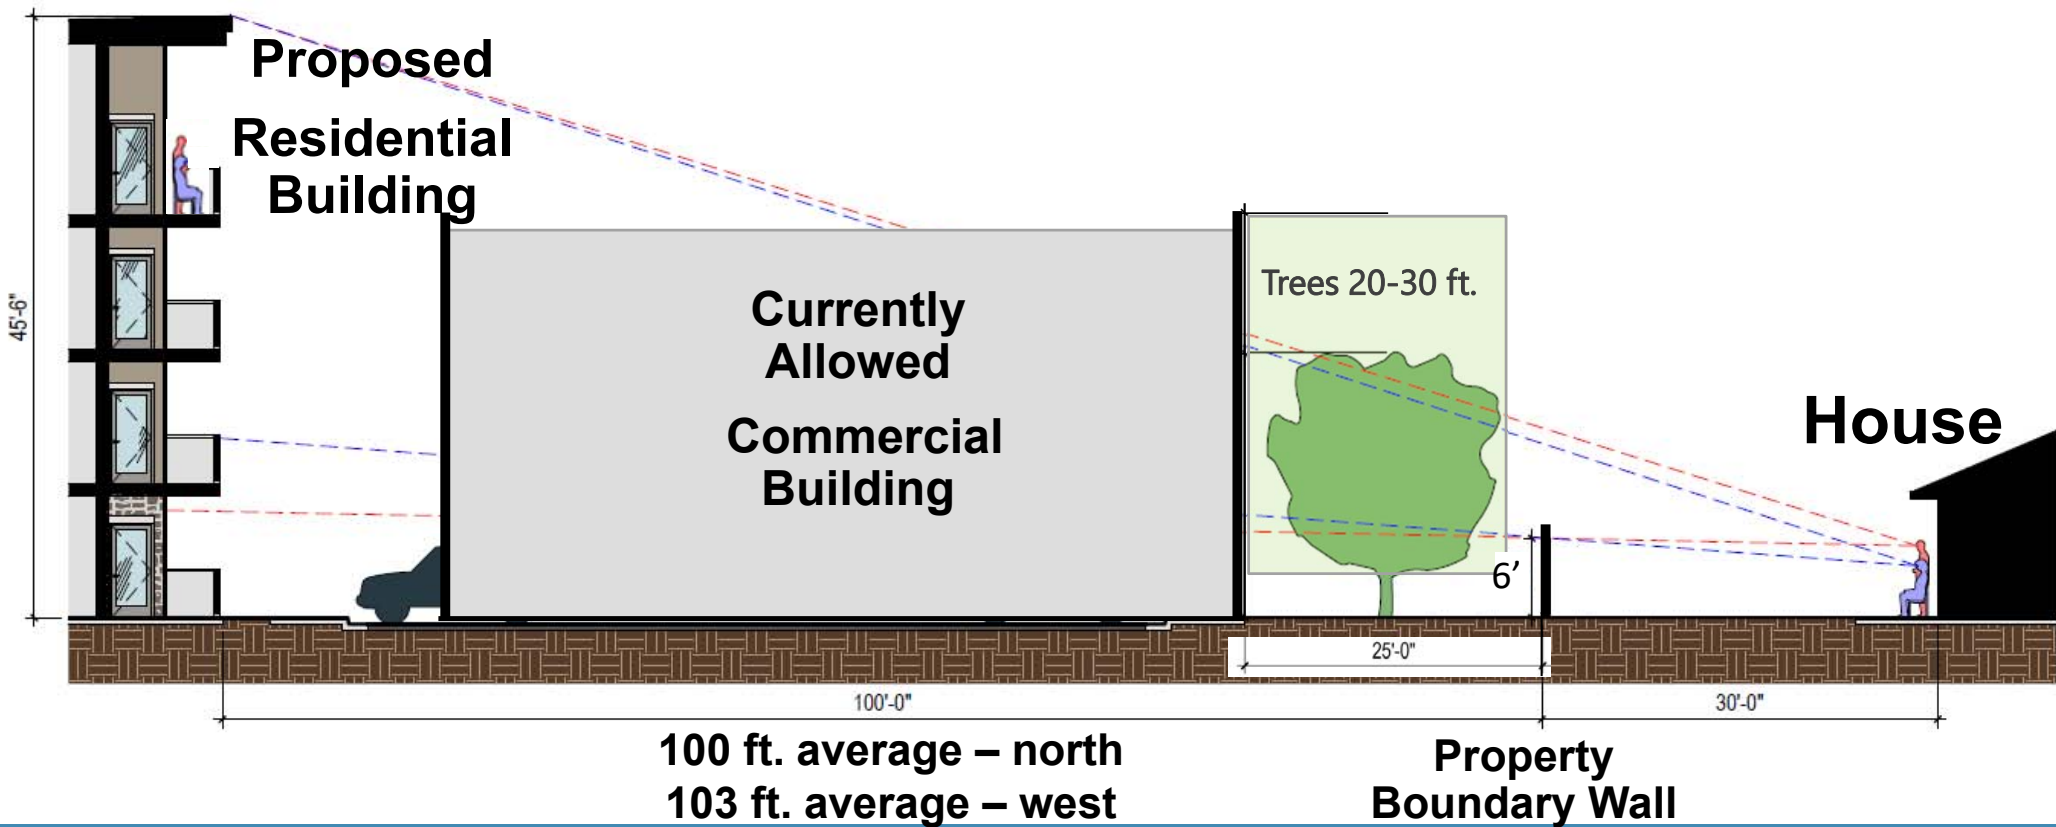 Proposed
Residential
Building
45'-6"
Currently
Allowed
Commercial
Building
Trees 20-30 ft.
House
6’
25'-0"
100'-0"
30'-0"
100 ft. average – north
103 ft. average – west
Property
Boundary Wall